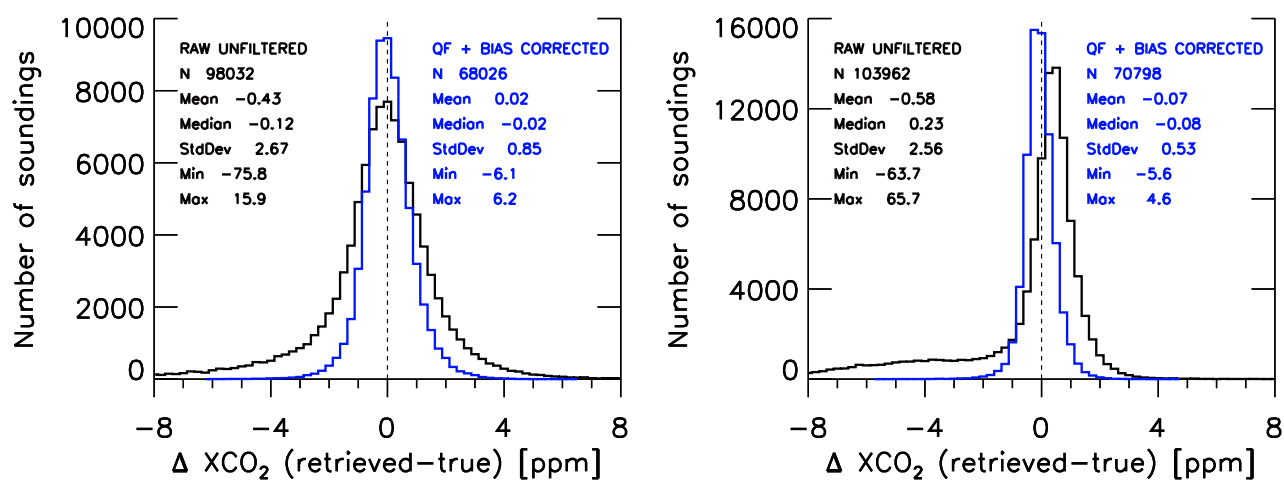 Number of soundings
10000
8000
6000
4000
2000
0
RAW UNFILTERED
N 98032
Mean -0.43
Median -0.12
StdDev 2.67
Min -75.8
Max 15.9
QF + BIAS CORRECTED
N 68026
Mean 0.02
Median -0.02
StdDev 0.85
Min -6.1
Max 6.2
-8 -4 0 4 8
Δ XCO₂ (retrieved-true) [ppm]
Number of soundings
16000
12000
8000
4000
0
RAW UNFILTERED
N 103962
Mean -0.58
Median 0.23
StdDev 2.56
Min -63.7
Max 65.7
QF + BIAS CORRECTED
N 70798
Mean -0.07
Median -0.08
StdDev 0.53
Min -5.6
Max 4.6
-8 -4 0 4 8
Δ XCO₂ (retrieved-true) [ppm]